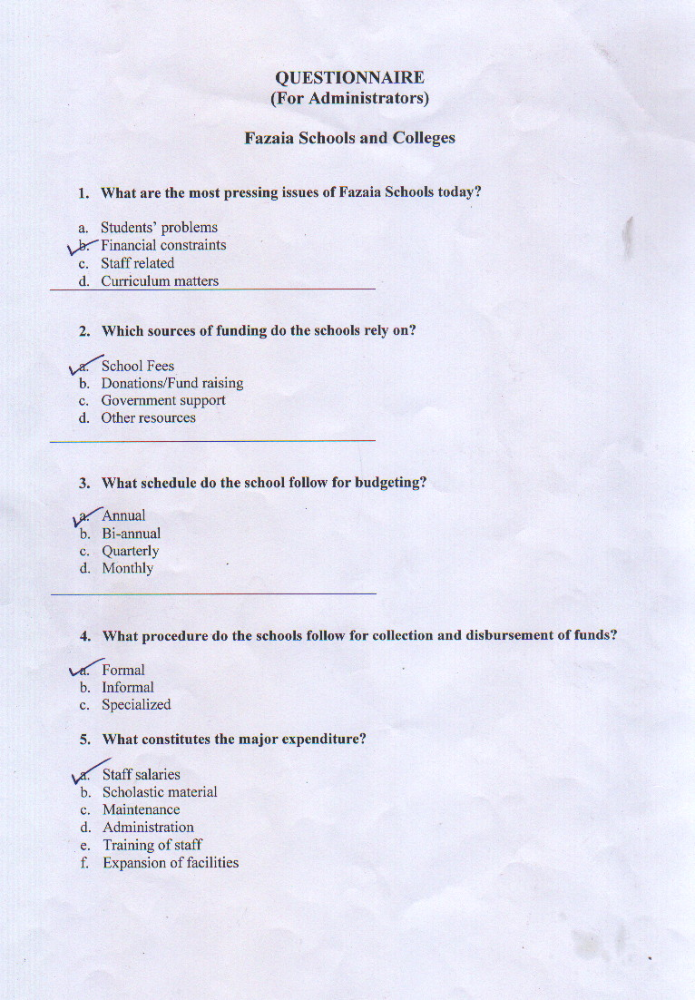 QUESTIONNAIRE
(For Administrators)
Fazaia Schools and Colleges
1. What are the most pressing issues of Fazaia Schools today?
a. Students' problems
b. Financial constraints
c. Staff related
d. Curriculum matters
2. Which sources of funding do the schools rely on?
a. School Fees
b. Donations/Fund raising
c. Government support
d. Other resources
3. What schedule do the school follow for budgeting?
a. Annual
b. Bi-annual
c. Quarterly
d. Monthly
4. What procedure do the schools follow for collection and disbursement of funds?
a. Formal
b. Informal
c. Specialized
5. What constitutes the major expenditure?
a. Staff salaries
b. Scholastic material
c. Maintenance
d. Administration
e. Training of staff
f. Expansion of facilities